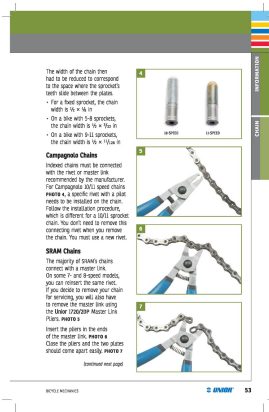 INFORMATION
CHAIN
The width of the chain then
had to be reduced to correspond
to the space where the sprocket's
teeth slide between the plates.
• For a fixed sprocket, the chain
width is ½ × ⅛ in
• On a bike with 5-8 sprockets,
the chain width is ½ × ³/₃₂ in
• On a bike with 9-11 sprockets,
the chain width is ½ × ¹¹/₁₂₈ in
Campagnolo Chains
Indexed chains must be connected
with the rivet or master link
recommended by the manufacturer.
For Campagnolo 10/11 speed chains
PHOTO 4, a specific rivet with a pilot
needs to be installed on the chain.
Follow the installation procedure,
which is different for a 10/11 sprocket
chain. You don't need to remove this
connecting rivet when you remove
the chain. You must use a new rivet.
SRAM Chains
The majority of SRAM's chains
connect with a master link.
On some 7- and 8-speed models,
you can reinsert the same rivet.
If you decide to remove your chain
for servicing, you will also have
to remove the master link using
the Unior 1720/2DP Master Link
Pliers. PHOTO 5
Insert the pliers in the ends
of the master link. PHOTO 6
Close the pliers and the two plates
should come apart easily. PHOTO 7
(continued next page)
4
10-SPEED
11-SPEED
5
6
7
BICYCLE MECHANICS
UNIOR
53